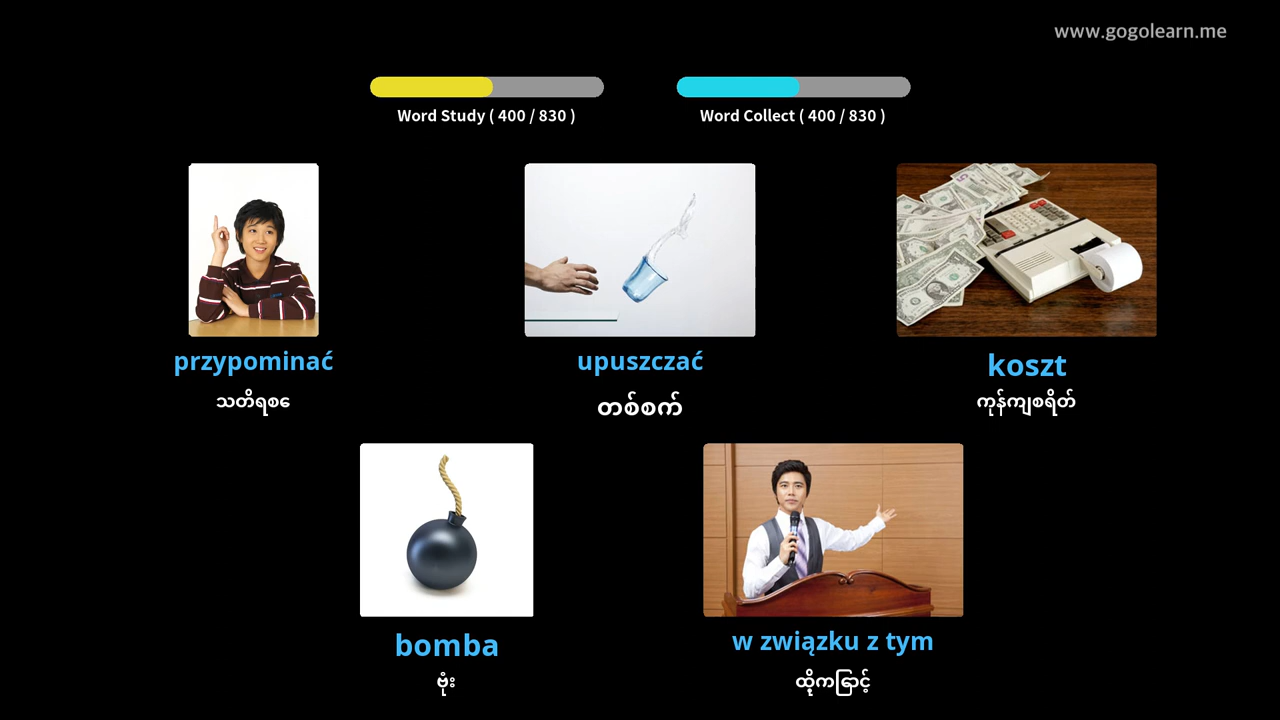 www.gogolearn.me
Word Study ( 400 / 830 )
Word Collect ( 400 / 830 )
przypominać
သတိရစေ
upuszczać
တစ်စက်
koszt
ကုန်ကျစရိတ်
bomba
ဗုံး
w związku z tym
ထို့ကြောင့်